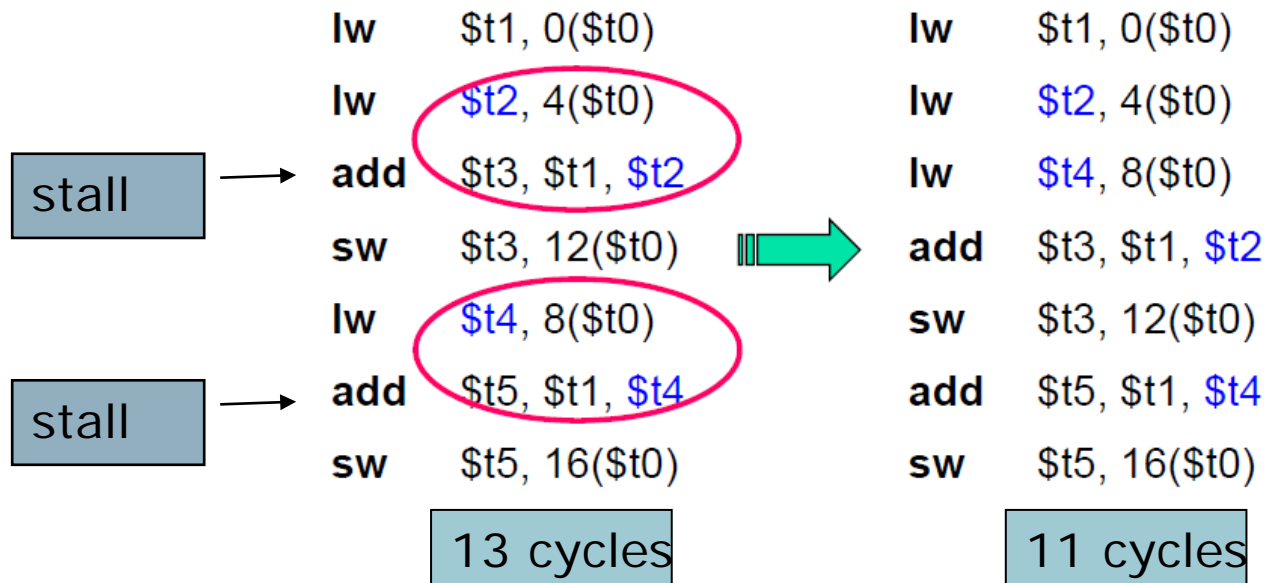 lw $t1, 0($t0)
lw $t2, 4($t0)
stall
add $t3, $t1, $t2
sw $t3, 12($t0)
lw $t4, 8($t0)
stall
add $t5, $t1, $t4
sw $t5, 16($t0)
13 cycles
lw $t1, 0($t0)
lw $t2, 4($t0)
lw $t4, 8($t0)
add $t3, $t1, $t2
sw $t3, 12($t0)
add $t5, $t1, $t4
sw $t5, 16($t0)
11 cycles